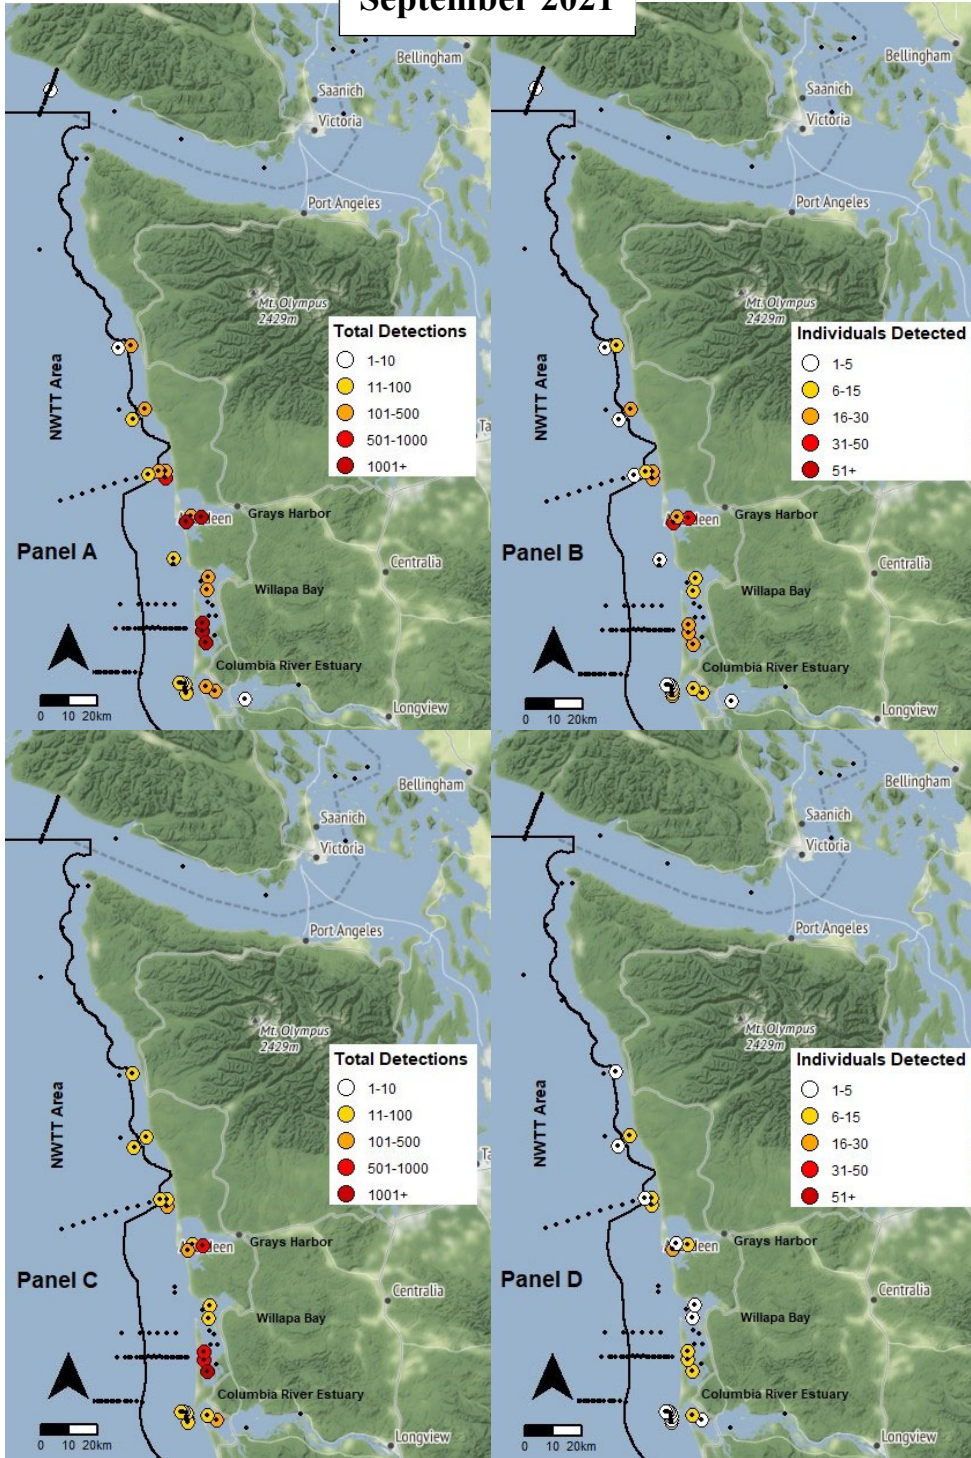 September 2021
Bellingham
Saanich
Victoria
Port Angeles
Mt. Olympus
2429m
Total Detections
1-10
11-100
101-500
501-1000
1001+
NWTT Area
Ta
Grays Harbor
Panel A
Centralia
Willapa Bay
Columbia River Estuary
0 10 20km
Longview
Bellingham
Saanich
Victoria
Port Angeles
Mt. Olympus
2429m
Individuals Detected
1-5
6-15
16-30
31-50
51+
NWTT Area
Grays Harbor
Panel B
Centralia
Willapa Bay
Columbia River Estuary
0 10 20km
Longview
Bellingham
Saanich
Victoria
Port Angeles
Mt. Olympus
2429m
Total Detections
1-10
11-100
101-500
501-1000
1001+
NWTT Area
Ta
Grays Harbor
Panel C
Centralia
Willapa Bay
Columbia River Estuary
0 10 20km
Longview
Bellingham
Saanich
Victoria
Port Angeles
Mt. Olympus
2429m
Individuals Detected
1-5
6-15
16-30
31-50
51+
NWTT Area
Grays Harbor
Panel D
Centralia
Willapa Bay
Columbia River Estuary
0 10 20km
Longview